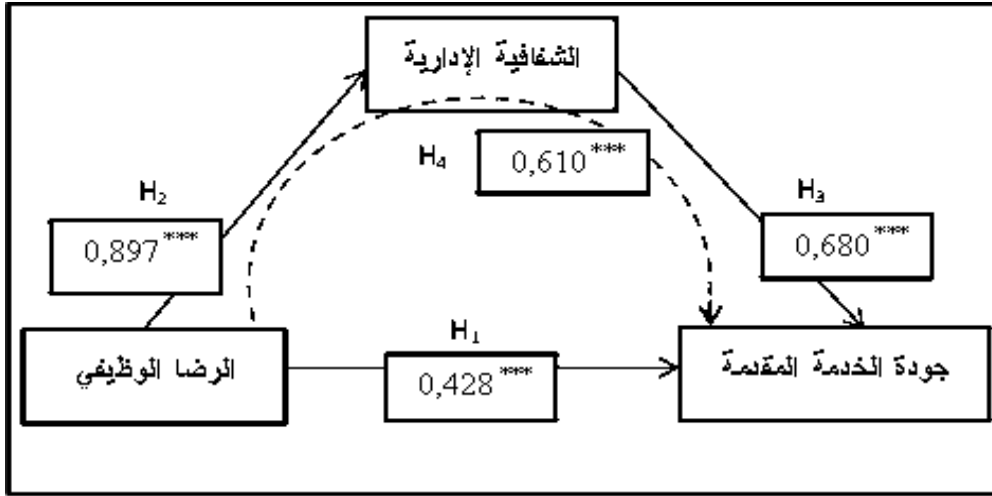 الشفافية الإدارية
H₄
0,610***
H₂
H₃
0,897***
0,680***
الرضا الوظيفي
H₁
0,428***
جودة الخدمة المقدمة